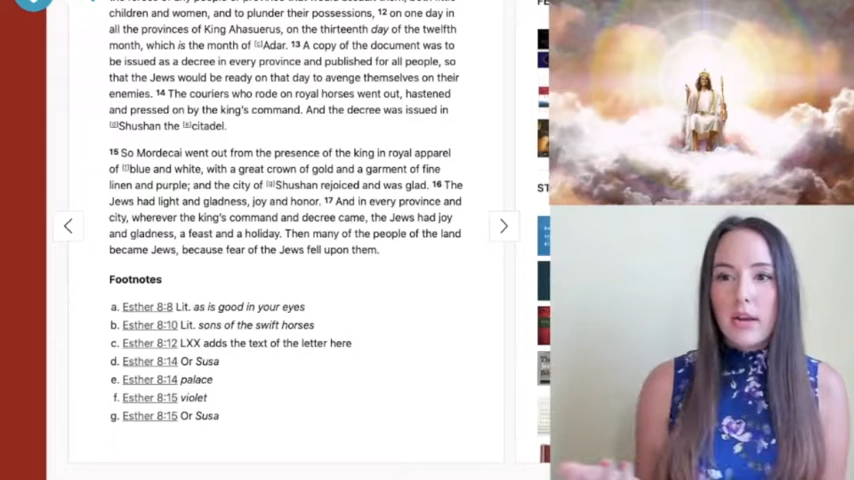 children and women, and to plunder their possessions, 12 on one day in
all the provinces of King Ahasuerus, on the thirteenth day of the twelfth
month, which is the month of [c]Adar. 13 A copy of the document was to
be issued as a decree in every province and published for all people, so
that the Jews would be ready on that day to avenge themselves on their
enemies. 14 The couriers who rode on royal horses went out, hastened
and pressed on by the king's command. And the decree was issued in
[d]Shushan the [e]citadel.
15 So Mordecai went out from the presence of the king in royal apparel
of [f]blue and white, with a great crown of gold and a garment of fine
linen and purple; and the city of [g]Shushan rejoiced and was glad. 16 The
Jews had light and gladness, joy and honor. 17 And in every province and
city, wherever the king's command and decree came, the Jews had joy
and gladness, a feast and a holiday. Then many of the people of the land
became Jews, because fear of the Jews fell upon them.
Footnotes
a. Esther 8:8 Lit. as is good in your eyes
b. Esther 8:10 Lit. sons of the swift horses
c. Esther 8:12 LXX adds the text of the letter here
d. Esther 8:14 Or Susa
e. Esther 8:14 palace
f. Esther 8:15 violet
g. Esther 8:15 Or Susa